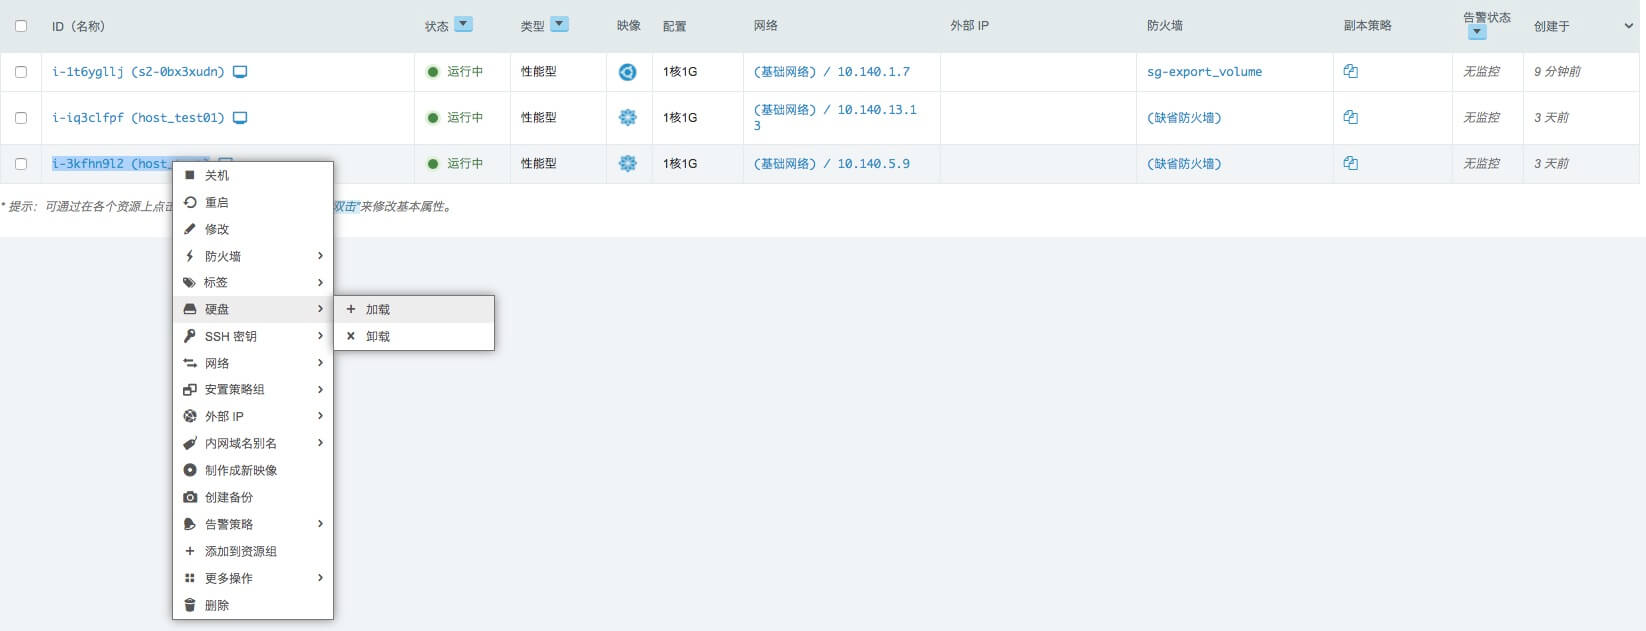 ID（名称） 状态 类型 映像 配置 网络 外部 IP 防火墙 副本策略 告警状态 创建于
i-1t6ygllj (s2-0bx3xudn) 运行中 性能型 1核1G (基础网络) / 10.140.1.7 sg-export_volume 无监控 9 分钟前
i-iq3clfpf (host_test01) 运行中 性能型 1核1G (基础网络) / 10.140.13.1
3 (缺省防火墙) 无监控 3 天前
i-3kfhn9l2 (host_ 运行中 性能型 1核1G (基础网络) / 10.140.5.9 (缺省防火墙) 无监控 3 天前
* 提示：可通过在各个资源上点击 双击"来修改基本属性。
关机
重启
修改
防火墙
标签
硬盘
加载
卸载
SSH 密钥
网络
安置策略组
外部 IP
内网域名别名
制作成新映像
创建备份
告警策略
添加到资源组
更多操作
删除